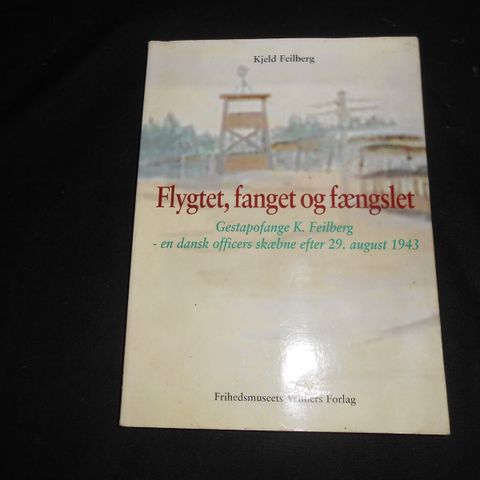 Kjeld Feilberg
Flygtet, fanget og fængslet
Gestapofange K. Feilberg
- en dansk officers skæbne efter 29. august 1943
Frihedsmuseets Venners Forlag